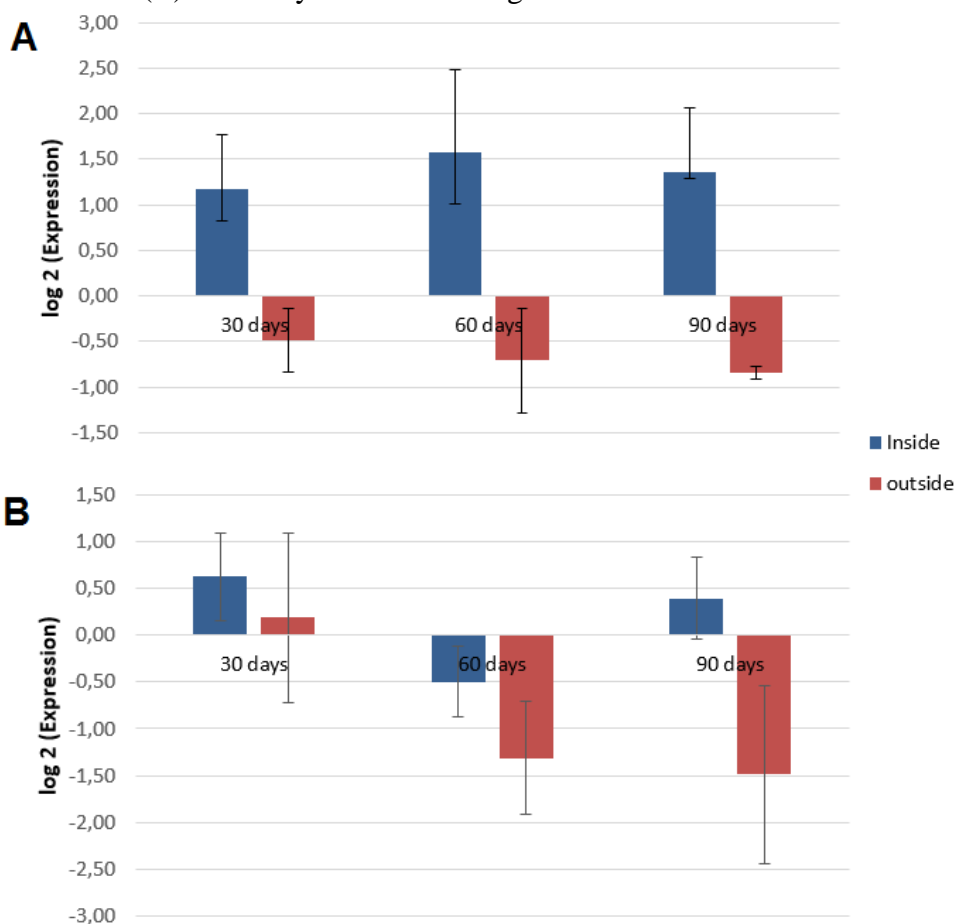 A
log 2 (Expression)
3,00
2,50
2,00
1,50
1,00
0,50
0,00
-0,50
-1,00
-1,50
30 days
60 days
90 days
Inside
outside
B
log 2 (Expression)
1,50
1,00
0,50
0,00
-0,50
-1,00
-1,50
-2,00
-2,50
-3,00
30 days
60 days
90 days